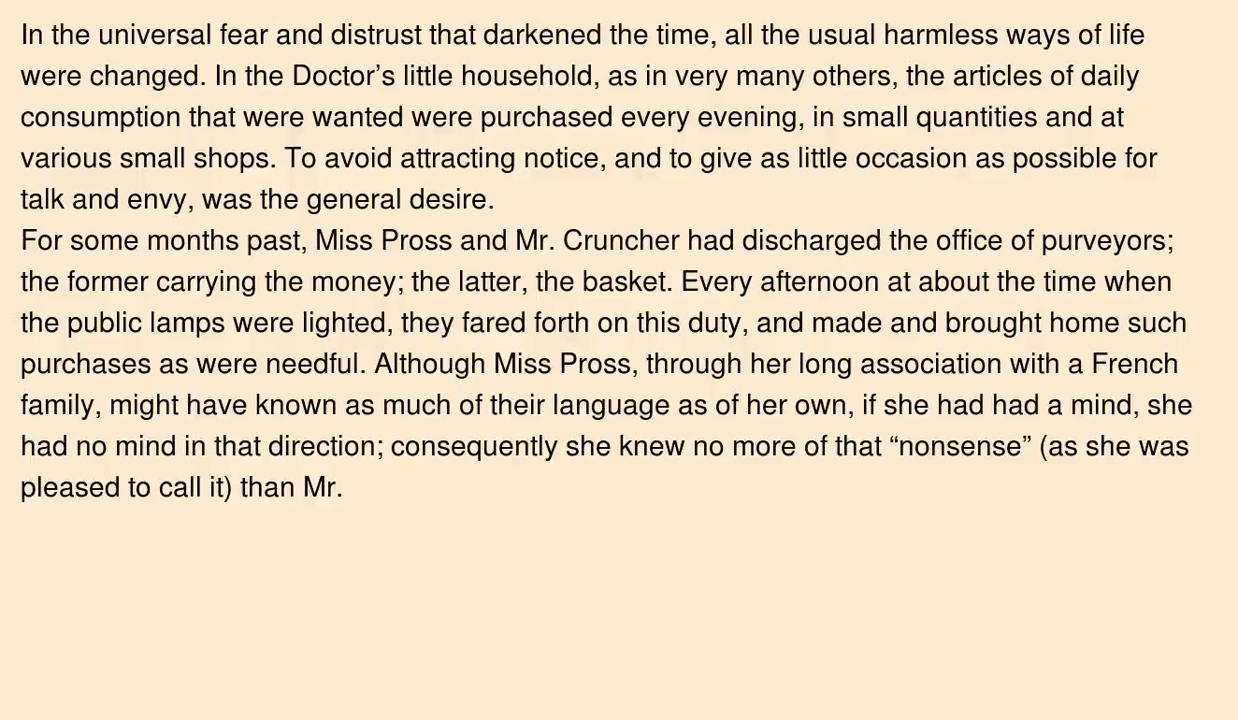 In the universal fear and distrust that darkened the time, all the usual harmless ways of life
were changed. In the Doctor’s little household, as in very many others, the articles of daily
consumption that were wanted were purchased every evening, in small quantities and at
various small shops. To avoid attracting notice, and to give as little occasion as possible for
talk and envy, was the general desire.
For some months past, Miss Pross and Mr. Cruncher had discharged the office of purveyors;
the former carrying the money; the latter, the basket. Every afternoon at about the time when
the public lamps were lighted, they fared forth on this duty, and made and brought home such
purchases as were needful. Although Miss Pross, through her long association with a French
family, might have known as much of their language as of her own, if she had had a mind, she
had no mind in that direction; consequently she knew no more of that “nonsense” (as she was
pleased to call it) than Mr.